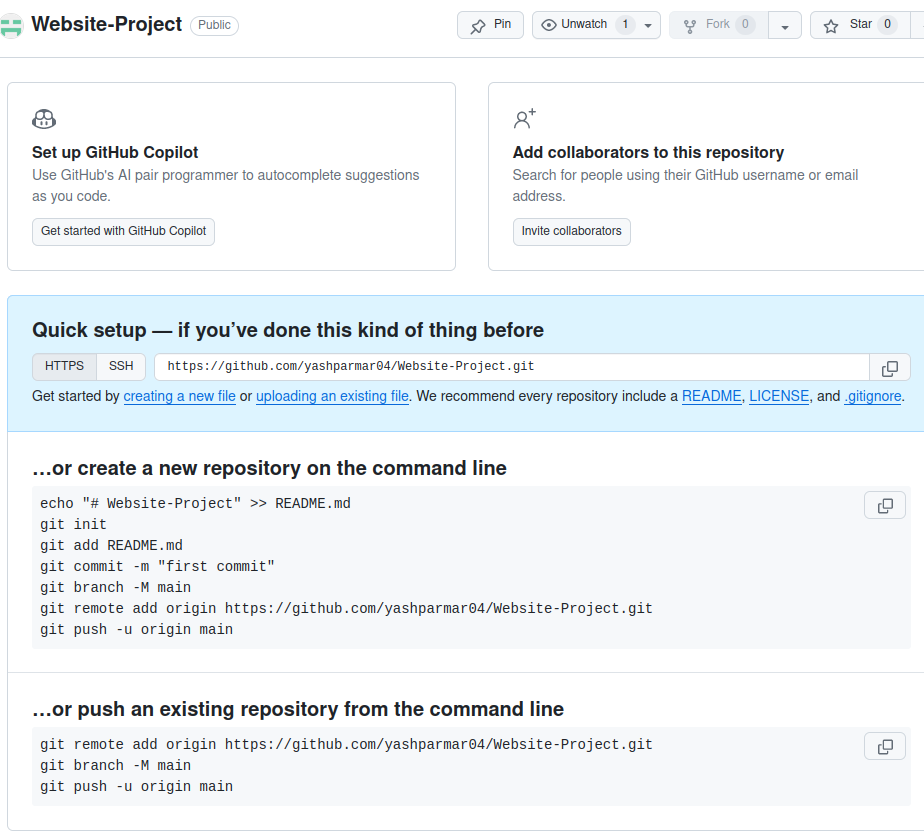 Website-Project Public Pin Unwatch 1 Fork 0 Star 0
Set up GitHub Copilot
Use GitHub's AI pair programmer to autocomplete suggestions
as you code.
Get started with GitHub Copilot
Add collaborators to this repository
Search for people using their GitHub username or email
address.
Invite collaborators
Quick setup — if you’ve done this kind of thing before
HTTPS SSH https://github.com/yashparmar04/Website-Project.git
Get started by creating a new file or uploading an existing file. We recommend every repository include a README, LICENSE, and .gitignore.
…or create a new repository on the command line
echo "# Website-Project" >> README.md
git init
git add README.md
git commit -m "first commit"
git branch -M main
git remote add origin https://github.com/yashparmar04/Website-Project.git
git push -u origin main
…or push an existing repository from the command line
git remote add origin https://github.com/yashparmar04/Website-Project.git
git branch -M main
git push -u origin main